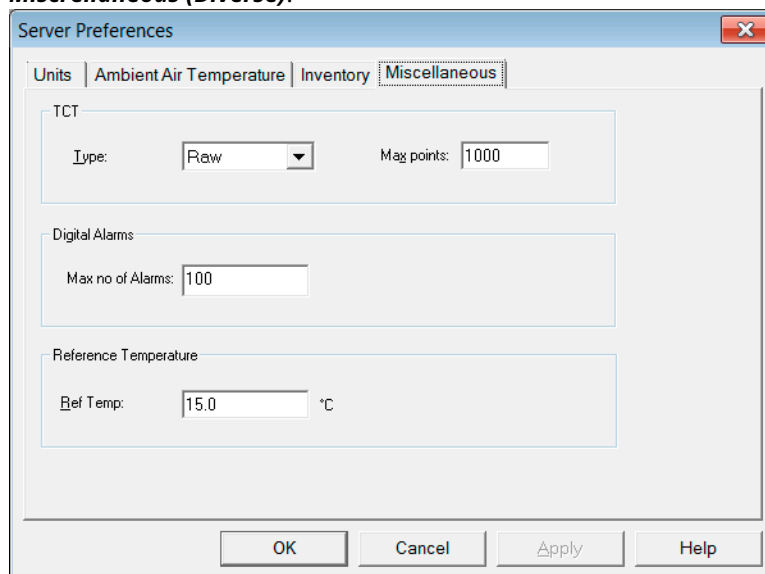 Miscellaneous (Diverse):
Server Preferences
Units Ambient Air Temperature Inventory Miscellaneous
TCT
Type: Raw Max points: 1000
Digital Alarms
Max no of Alarms: 100
Reference Temperature
Ref Temp: 15.0 °C
OK Cancel Apply Help